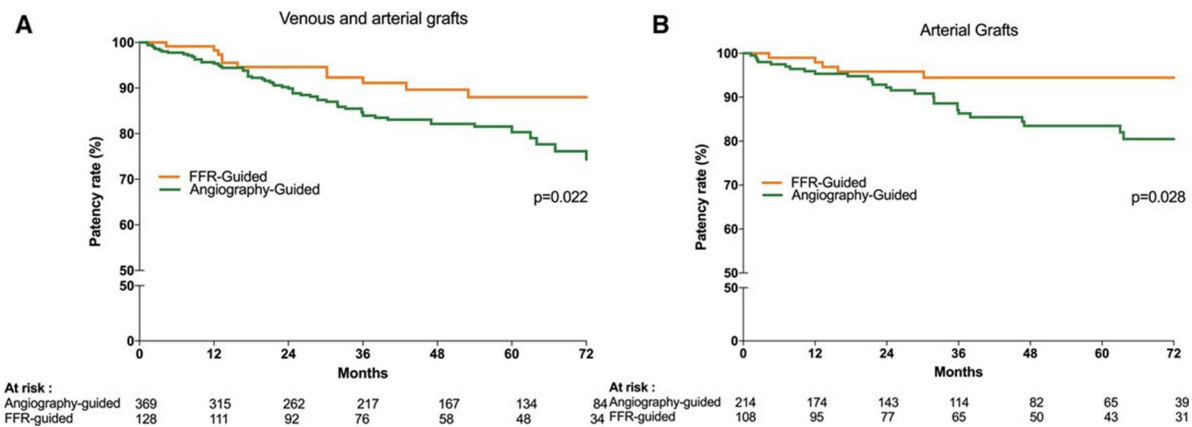 A
Venous and arterial grafts
100
90
80
70
60
50
50
0
Patency rate (%)
FFR-Guided
Angiography-Guided
p=0.022
0 12 24 36 48 60 72
Months
At risk :
Angiography-guided 369 315 262 217 167 134 84
FFR-guided 128 111 92 76 58 48 34
B
Arterial Grafts
100
90
80
70
60
50
50
0
Patency rate (%)
FFR-Guided
Angiography-Guided
p=0.028
0 12 24 36 48 60 72
Months
At risk :
Angiography-guided 214 174 143 114 82 65 39
FFR-guided 108 95 77 65 50 43 31